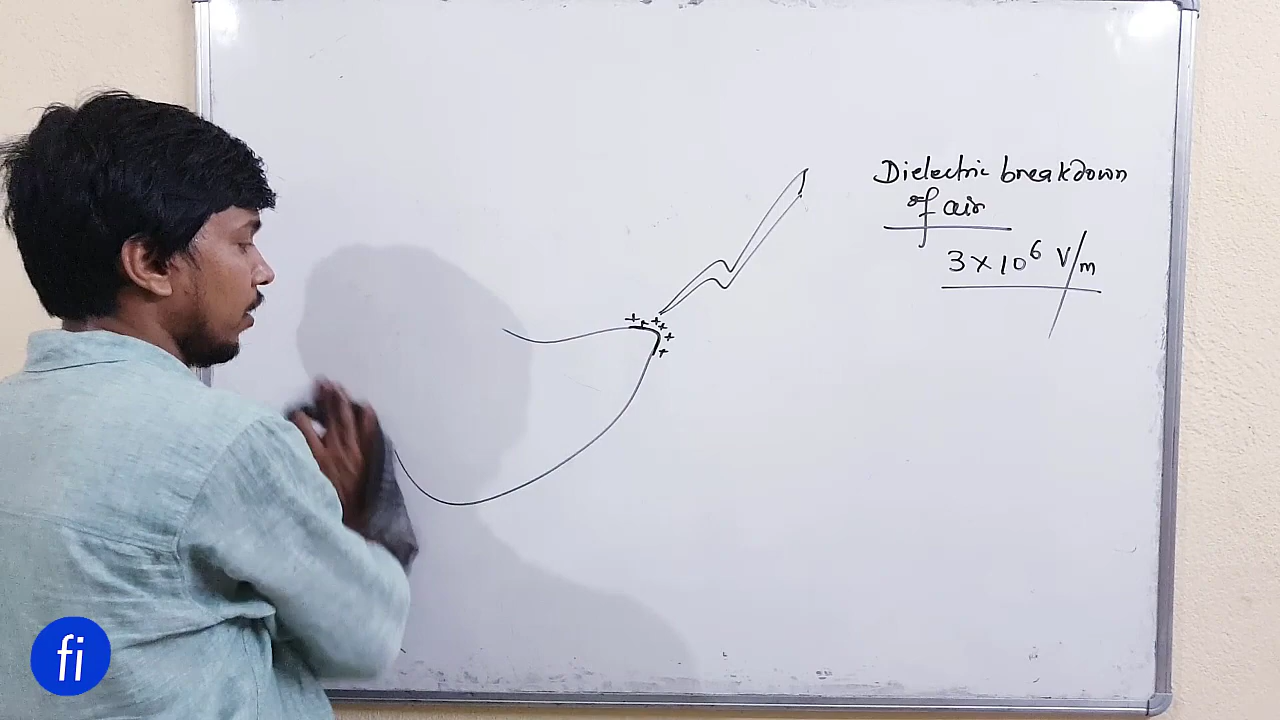 Dielectric breakdown
of air
3 × 10⁶ V/m
+ + + + + +
fi